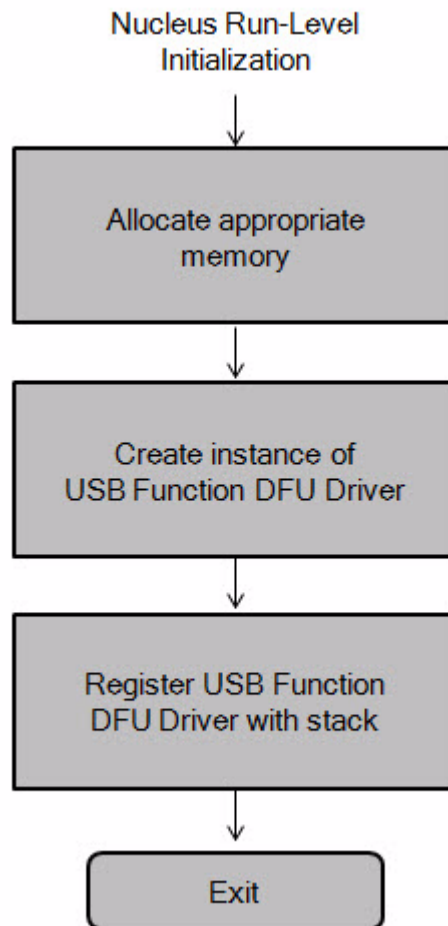 Nucleus Run-Level
Initialization
Allocate appropriate
memory
Create instance of
USB Function DFU Driver
Register USB Function
DFU Driver with stack
Exit